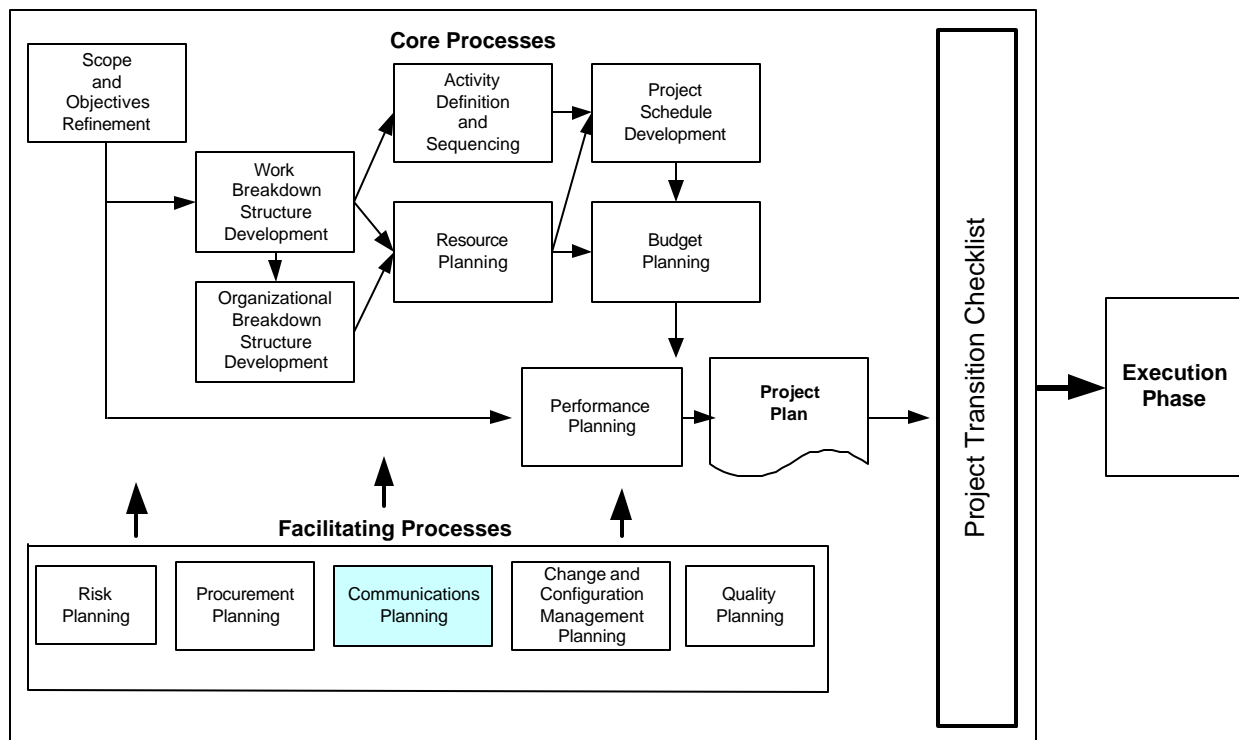 Core Processes
Scope
and
Objectives
Refinement
Work
Breakdown
Structure
Development
Organizational
Breakdown
Structure
Development
Activity
Definition
and
Sequencing
Resource
Planning
Project
Schedule
Development
Budget
Planning
Performance
Planning
Project
Plan
Project Transition Checklist
Execution
Phase
Facilitating Processes
Risk
Planning
Procurement
Planning
Communications
Planning
Change and
Configuration
Management
Planning
Quality
Planning